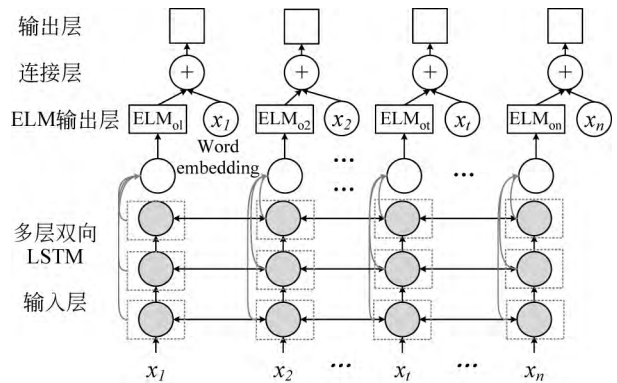 输出层
连接层
+ + + +
ELM输出层 ELMo1 x1 ELMo2 x2 ELMot xt ELMon xn
Word
embedding
...
... ...
多层双向
LSTM
输入层
x1 x2 ... xt ... xn